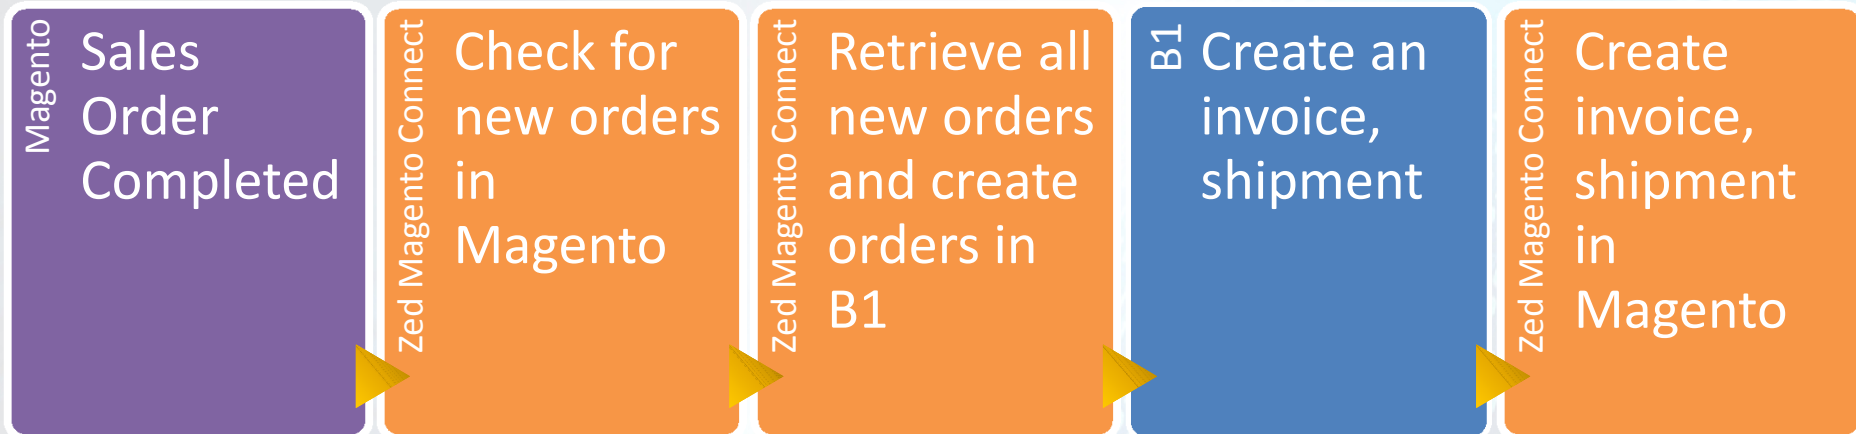 Magento
Sales
Order
Completed
Zed Magento Connect
Check for
new orders
in
Magento
Zed Magento Connect
Retrieve all
new orders
and create
orders in
B1
B1
Create an
invoice,
shipment
Zed Magento Connect
Create
invoice,
shipment
in
Magento